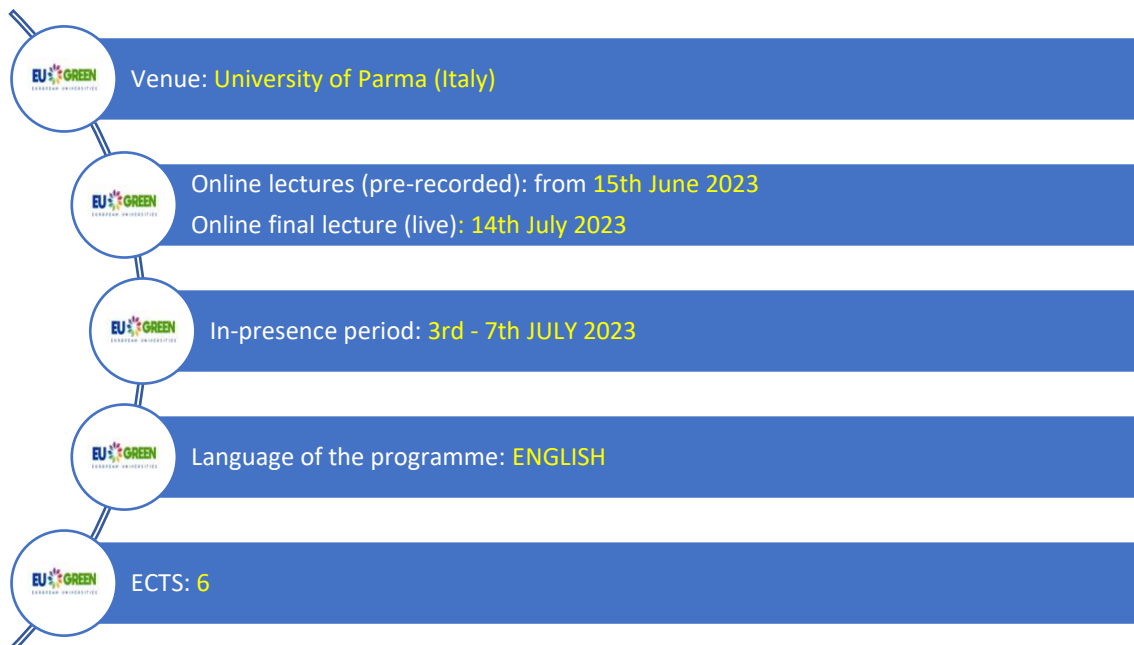 EU GREEN
EUROPEAN UNIVERSITIES
Venue: University of Parma (Italy)
EU GREEN
EUROPEAN UNIVERSITIES
Online lectures (pre-recorded): from 15th June 2023
Online final lecture (live): 14th July 2023
EU GREEN
EUROPEAN UNIVERSITIES
In-presence period: 3rd - 7th JULY 2023
EU GREEN
EUROPEAN UNIVERSITIES
Language of the programme: ENGLISH
EU GREEN
EUROPEAN UNIVERSITIES
ECTS: 6